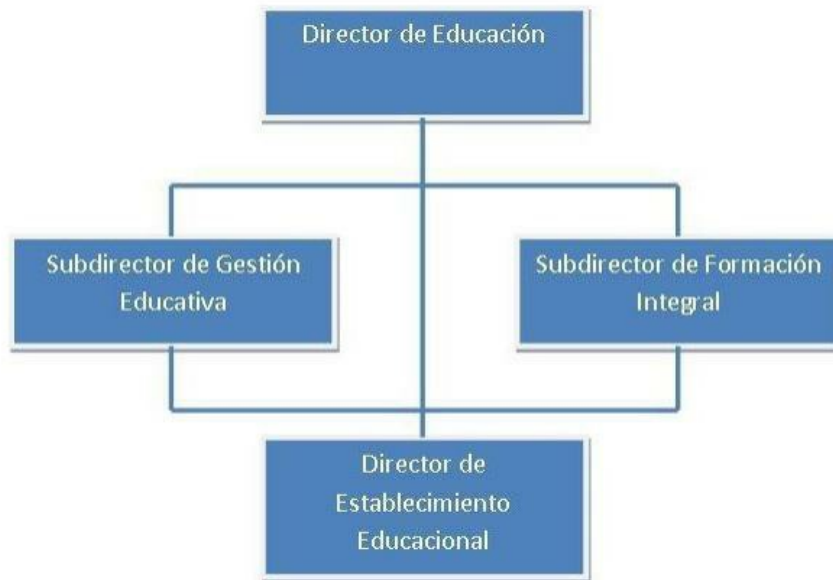 Director de Educación
Subdirector de Gestión
Educativa
Subdirector de Formación
Integral
Director de
Establecimiento
Educacional